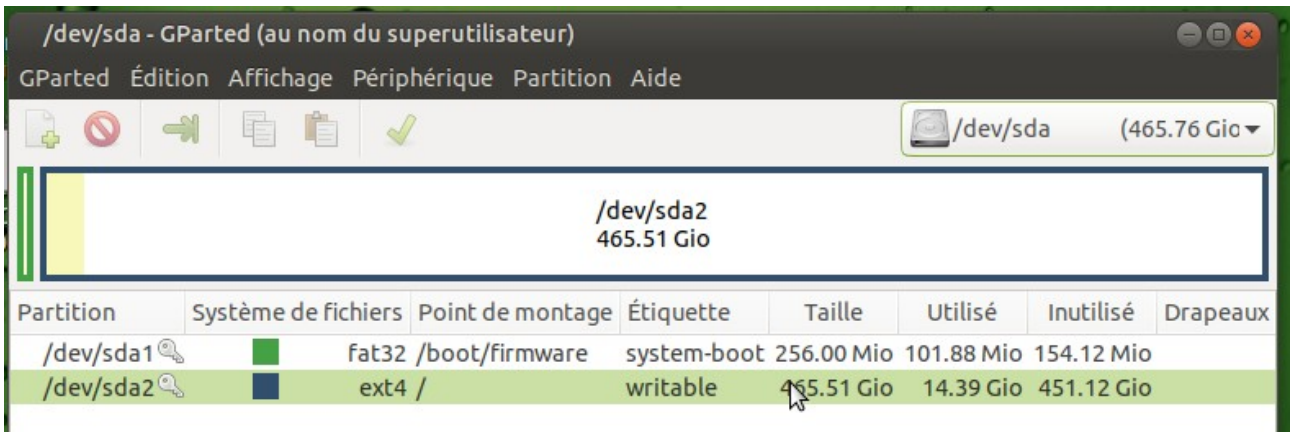 /dev/sda - GParted (au nom du superutilisateur)
GParted Édition Affichage Périphérique Partition Aide
/dev/sda (465.76 Gio
/dev/sda2
465.51 Gio
Partition Système de fichiers Point de montage Étiquette Taille Utilisé Inutilisé Drapeaux
/dev/sda1 fat32 /boot/firmware system-boot 256.00 Mio 101.88 Mio 154.12 Mio
/dev/sda2 ext4 / writable 465.51 Gio 14.39 Gio 451.12 Gio